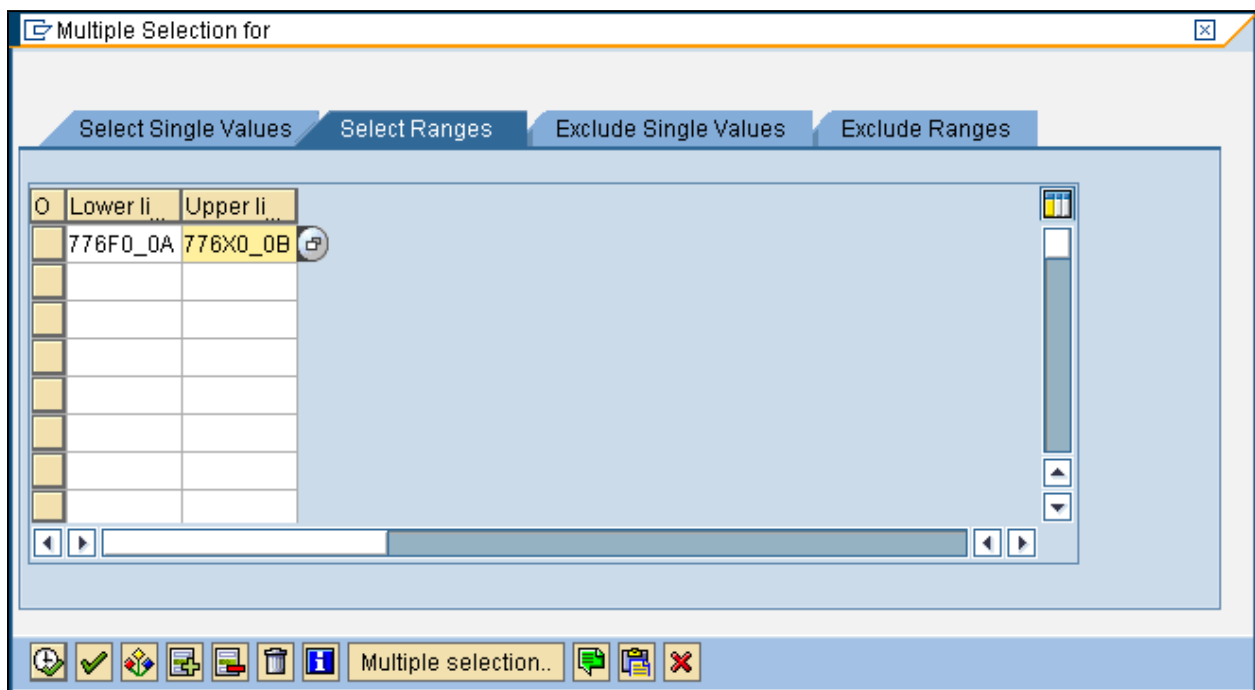 Multiple Selection for
Select Single Values Select Ranges Exclude Single Values Exclude Ranges
O Lower li... Upper li...
776F0_0A 776X0_0B
Multiple selection..